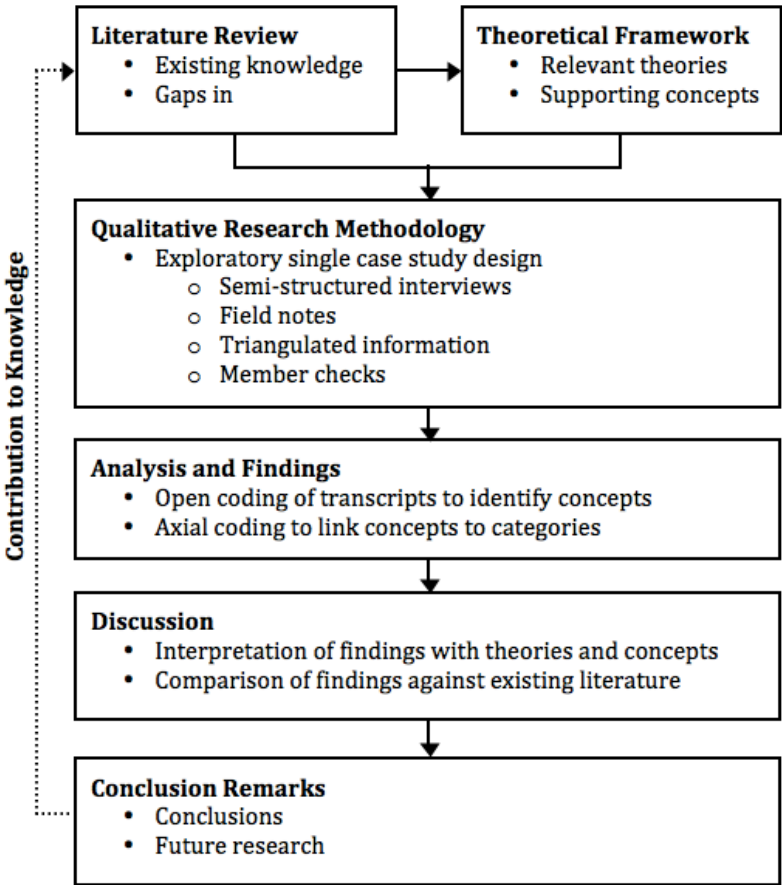 Literature Review
• Existing knowledge
• Gaps in
Theoretical Framework
• Relevant theories
• Supporting concepts
Qualitative Research Methodology
• Exploratory single case study design
o Semi-structured interviews
o Field notes
o Triangulated information
o Member checks
Analysis and Findings
• Open coding of transcripts to identify concepts
• Axial coding to link concepts to categories
Discussion
• Interpretation of findings with theories and concepts
• Comparison of findings against existing literature
Conclusion Remarks
• Conclusions
• Future research
Contribution to Knowledge